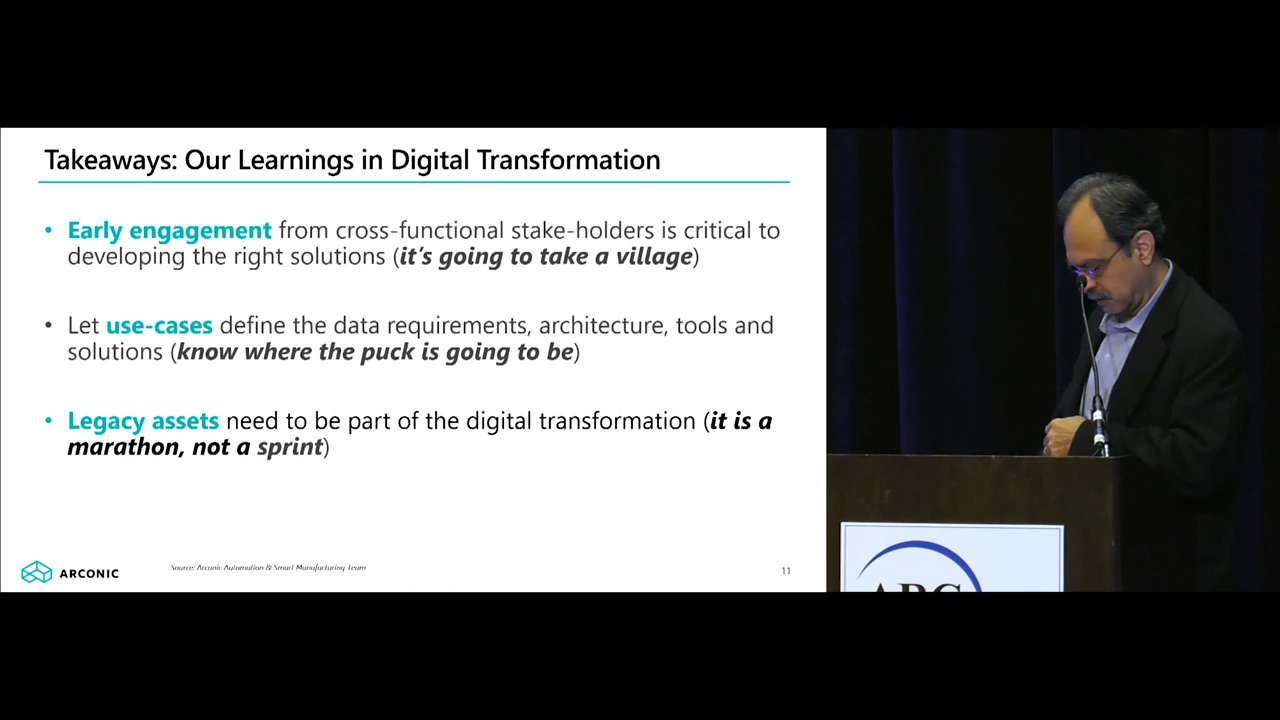 Takeaways: Our Learnings in Digital Transformation
• Early engagement from cross-functional stake-holders is critical to
developing the right solutions (it's going to take a village)
• Let use-cases define the data requirements, architecture, tools and
solutions (know where the puck is going to be)
• Legacy assets need to be part of the digital transformation (it is a
marathon, not a sprint)
ARCONIC
Source: Arconic Automation & Smart Manufacturing Team
11
ARC